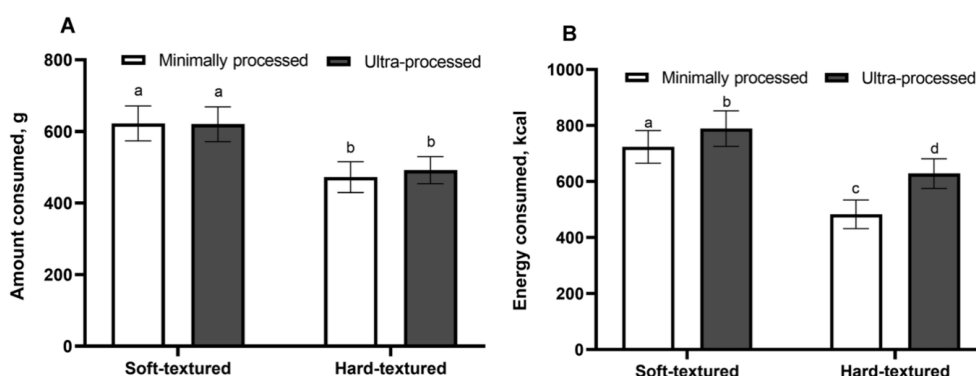 A
Minimally processed Ultra-processed
Amount consumed, g
800
600
400
200
0
a a b b
Soft-textured Hard-textured
B
Minimally processed Ultra-processed
Energy consumed, kcal
1000
800
600
400
200
0
a b c d
Soft-textured Hard-textured